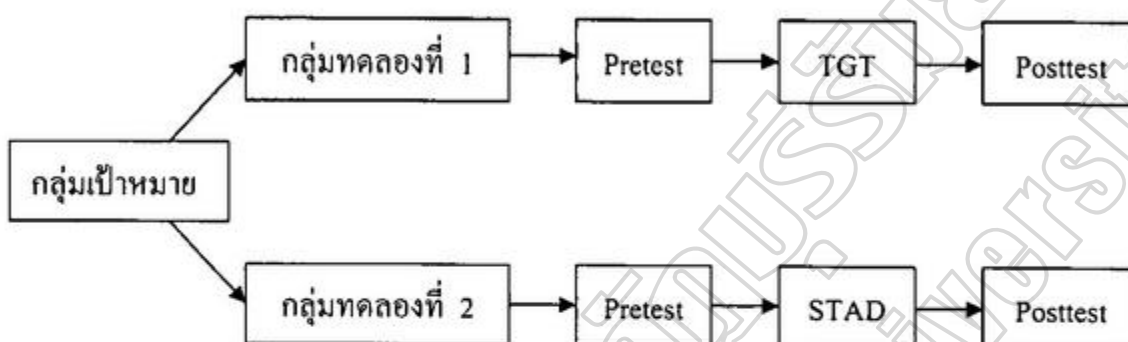 กลุ่มทดลองที่ 1 Pretest TGT Posttest
กลุ่มเป้าหมาย
กลุ่มทดลองที่ 2 Pretest STAD Posttest